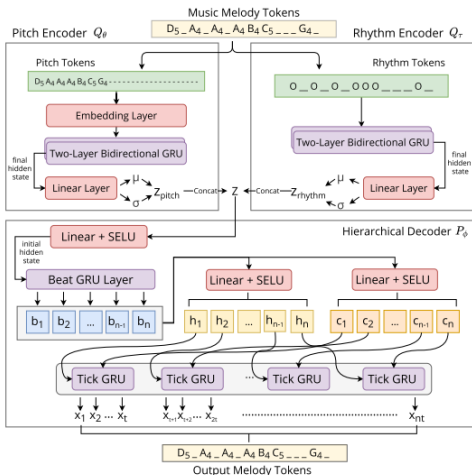 Music Melody Tokens
D5 _ A4 _ A4 _ A4 B4 C5 _ _ _ G4 _
Pitch Encoder Qθ
Rhythm Encoder Qτ
Pitch Tokens
Rhythm Tokens
D5 A4 A4 A4 B4 C5 G4 - - - - - - - - - - - - - - - - - -
O _ O _ O _ O O O _ _ _ O _
Embedding Layer
Two-Layer Bidirectional GRU
Two-Layer Bidirectional GRU
final hidden state
final hidden state
Linear Layer
μ
σ
Zpitch
Concat
Z
Concat
Zrhythm
μ
σ
Linear Layer
Linear + SELU
Hierarchical Decoder Pϕ
initial hidden state
Beat GRU Layer
Linear + SELU
Linear + SELU
b1 b2 ... bn-1 bn
h1 h2 ... hn-1 hn
c1 c2 ... cn-1 cn
Tick GRU
Tick GRU
...
Tick GRU
Tick GRU
x1 x2 ... xt
xt+1 xt+2 ... x2t
xnt
D5 _ A4 _ A4 _ A4 B4 C5 _ _ _ G4 _
Output Melody Tokens